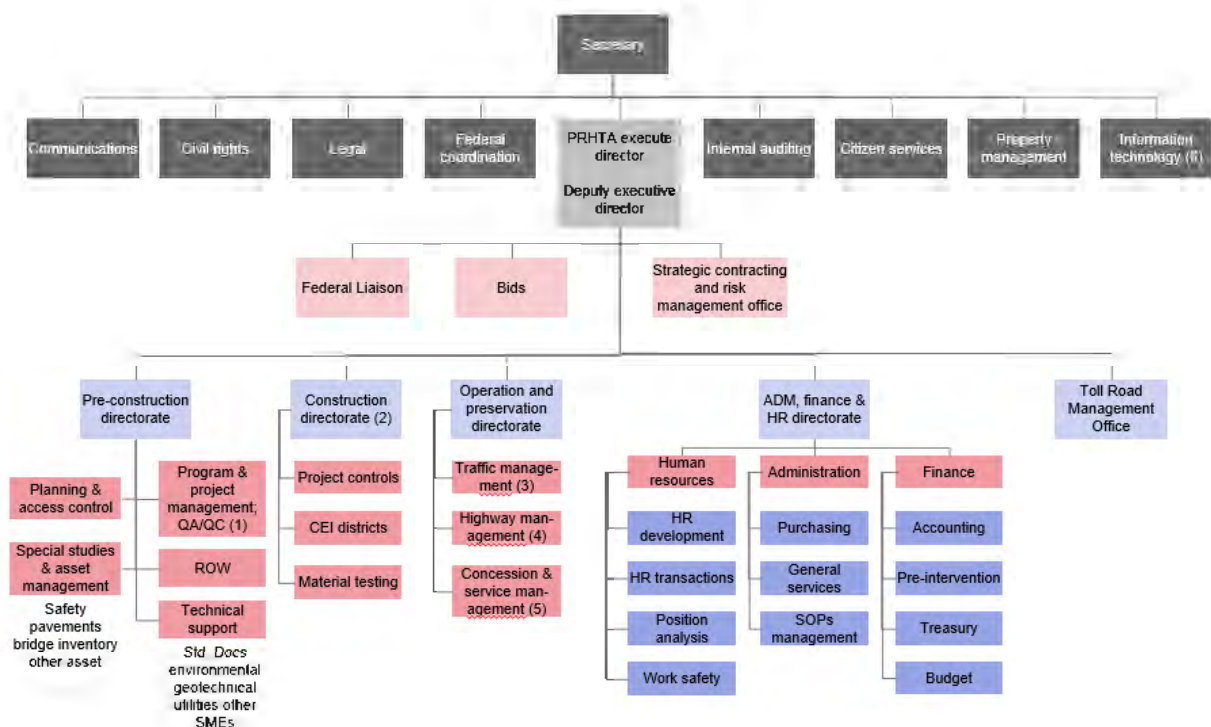 Secretary
Communications
Civil rights
Legal
Federal
coordination
PRHTA execute
director
Deputy executive
director
Internal auditing
Citizen services
Property
management
Information
technology (6)
Federal Liaison
Bids
Strategic contracting
and risk
management office
Pre-construction
directorate
Construction
directorate (2)
Operation and
preservation
directorate
ADM, finance &
HR directorate
Toll Road
Management
Office
Planning &
access control
Special studies
& asset
management
Safety
pavements
bridge inventory
other asset
Program &
project
management;
QA/QC (1)
ROW
Technical
support
Std Docs
environmental
geotechnical
utilities other
SMEs
Project controls
CEI districts
Material testing
Traffic manage-
ment (3)
Highway man-
agement (4)
Concession &
service man-
agement (5)
Human
resources
HR
development
HR transactions
Position
analysis
Work safety
Administration
Purchasing
General
services
SOPs
management
Finance
Accounting
Pre-intervention
Treasury
Budget